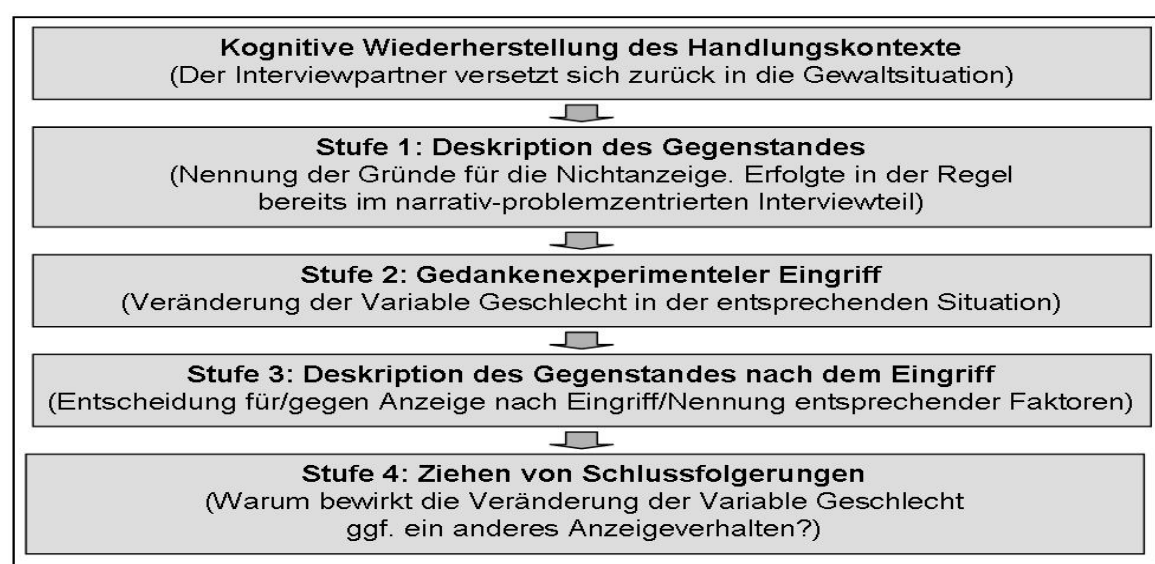 Kognitive Wiederherstellung des Handlungskontexte
(Der Interviewpartner versetzt sich zurück in die Gewaltsituation)
Stufe 1: Deskription des Gegenstandes
(Nennung der Gründe für die Nichtanzeige. Erfolgte in der Regel
bereits im narrativ-problemzentrierten Interviewteil)
Stufe 2: Gedankenexperimenteler Eingriff
(Veränderung der Variable Geschlecht in der entsprechenden Situation)
Stufe 3: Deskription des Gegenstandes nach dem Eingriff
(Entscheidung für/gegen Anzeige nach Eingriff/Nennung entsprechender Faktoren)
Stufe 4: Ziehen von Schlussfolgerungen
(Warum bewirkt die Veränderung der Variable Geschlecht
ggf. ein anderes Anzeigeverhalten?)